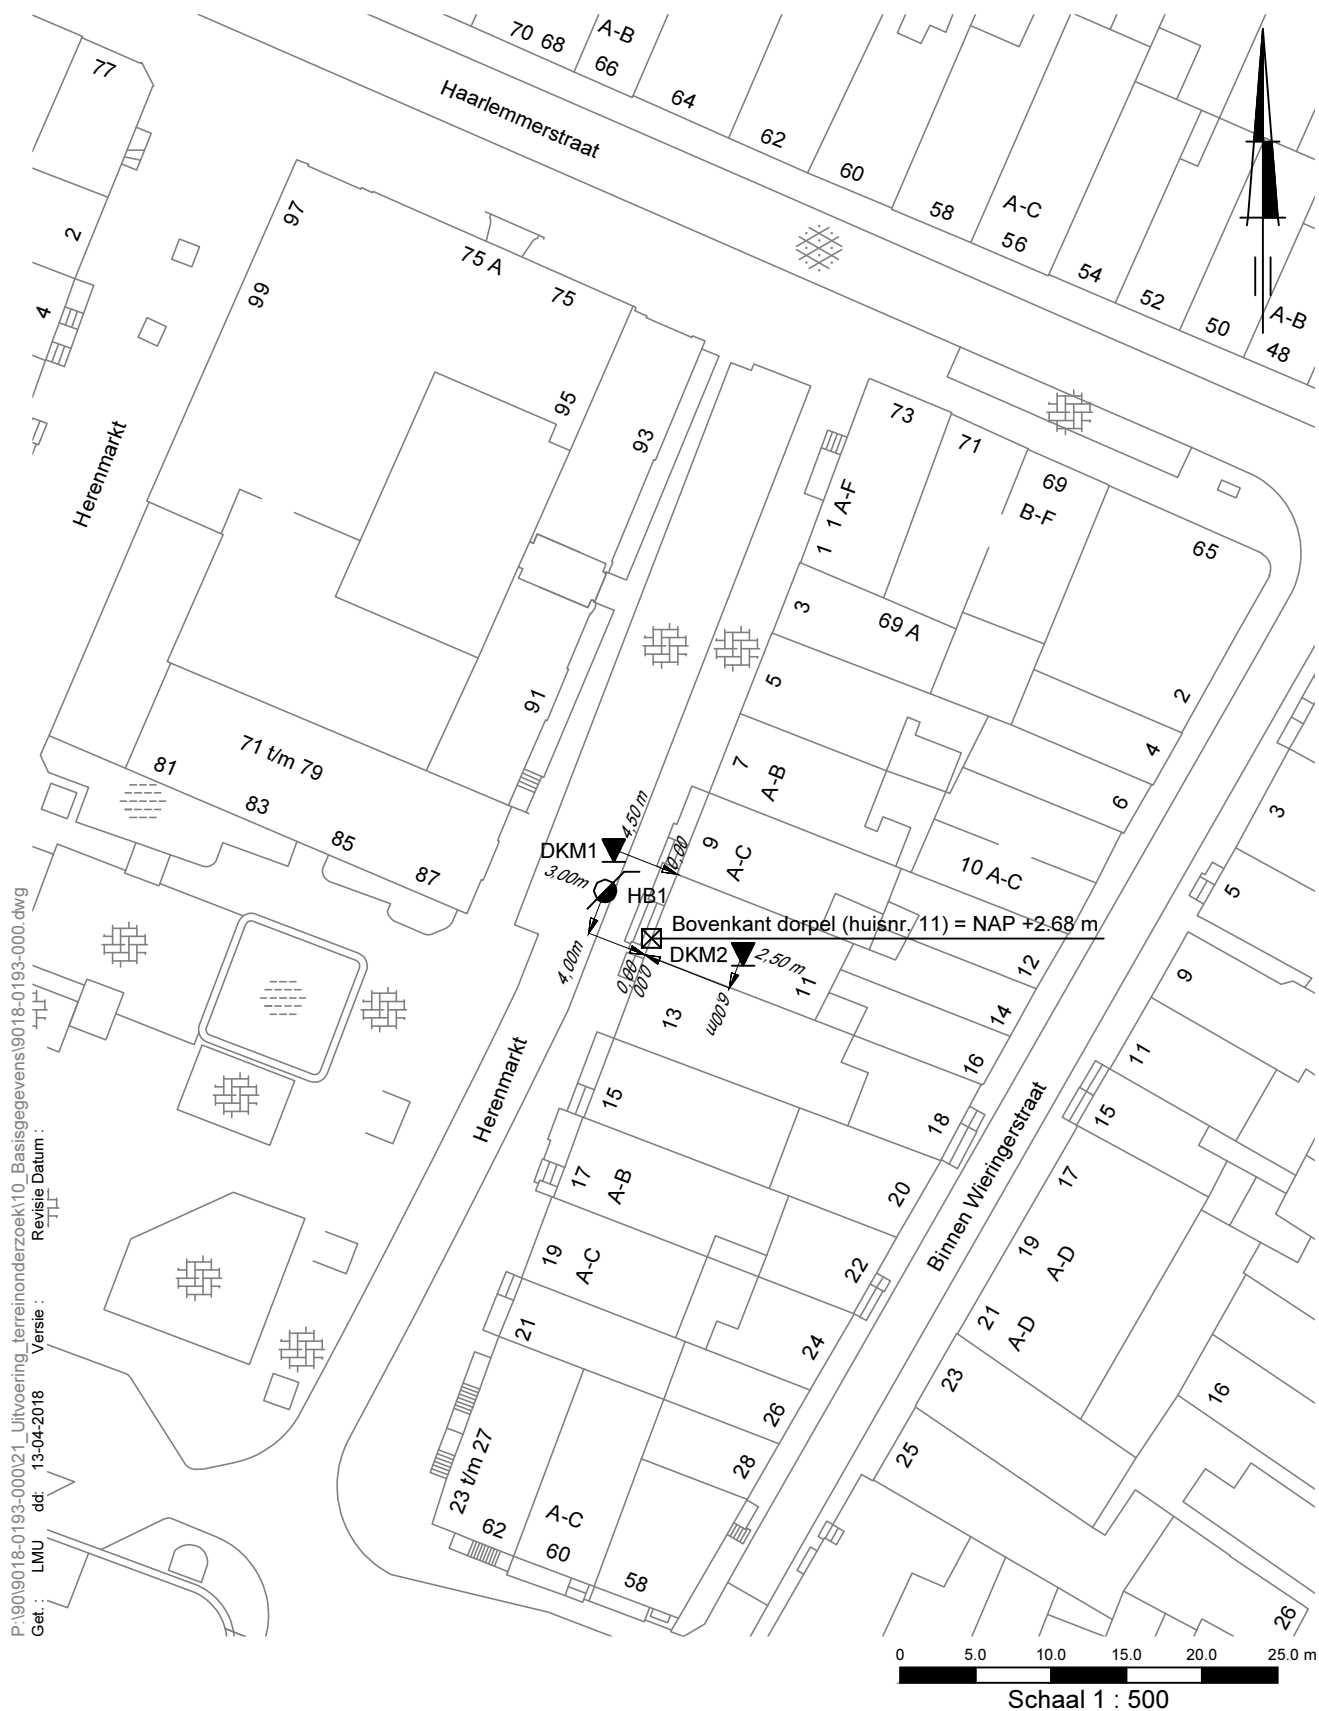 77
2
4
70 68
A-B
66
64
62
60
58
A-C
56
54
52
50
A-B
48
Haarlemmerstraat
97
99
75 A
75
95
93
91
Herenmarkt
71 t/m 79
81
83
85
87
73
71
69
B-F
65
1 A-F
1
3
69 A
5
7
A-B
9
A-C
2
4
6
10 A-C
3
5
4,50 m
0.00
DKM1
3,00m
HB1
Bovenkant dorpel (huisnr. 11) = NAP +2.68 m
4,00m
0,00
0,00
DKM2
2,50 m
6.00m
11
13
12
14
16
18
9
11
15
17
Herenmarkt
15
17
A-B
19
A-C
21
20
22
24
26
28
Binnen Wieringerstraat
19
A-D
21
A-D
23
25
16
26
23 t/m 27
62
A-C
60
58
P:\90\9018-0193-000\21_Uitvoering_terreinonderzoek\10_Basisgegevens\9018-0193-000.dwg
Get. : LMU dd: 13-04-2018 Versie : Revisie Datum :
0 5.0 10.0 15.0 20.0 25.0 m
Schaal 1 : 500